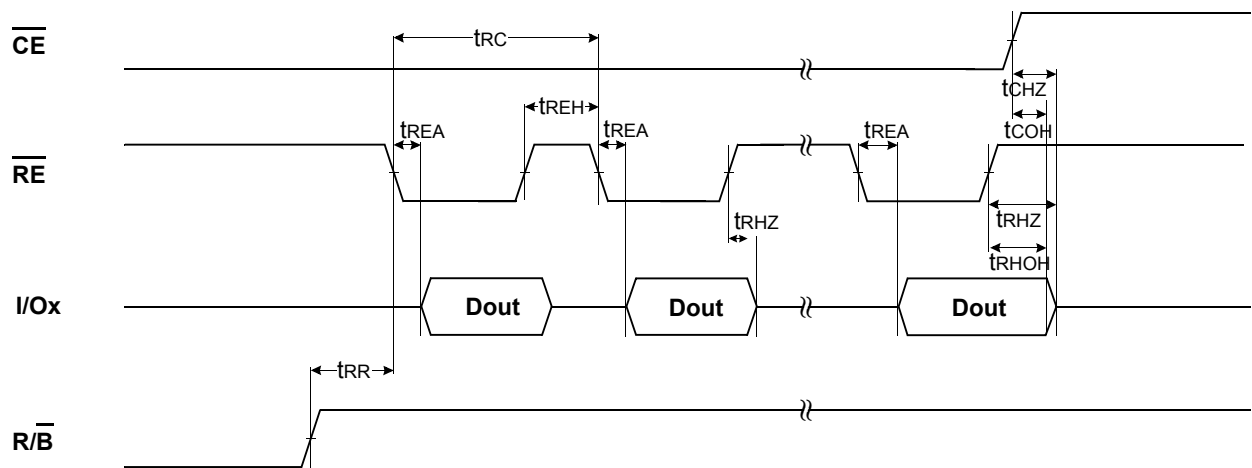 CE
tRC
tCHZ
tREH
tREA
tREA
tREA
tCOH
RE
tRHZ
tRHZ
tRHOH
I/Ox
Dout
Dout
Dout
tRR
R/B